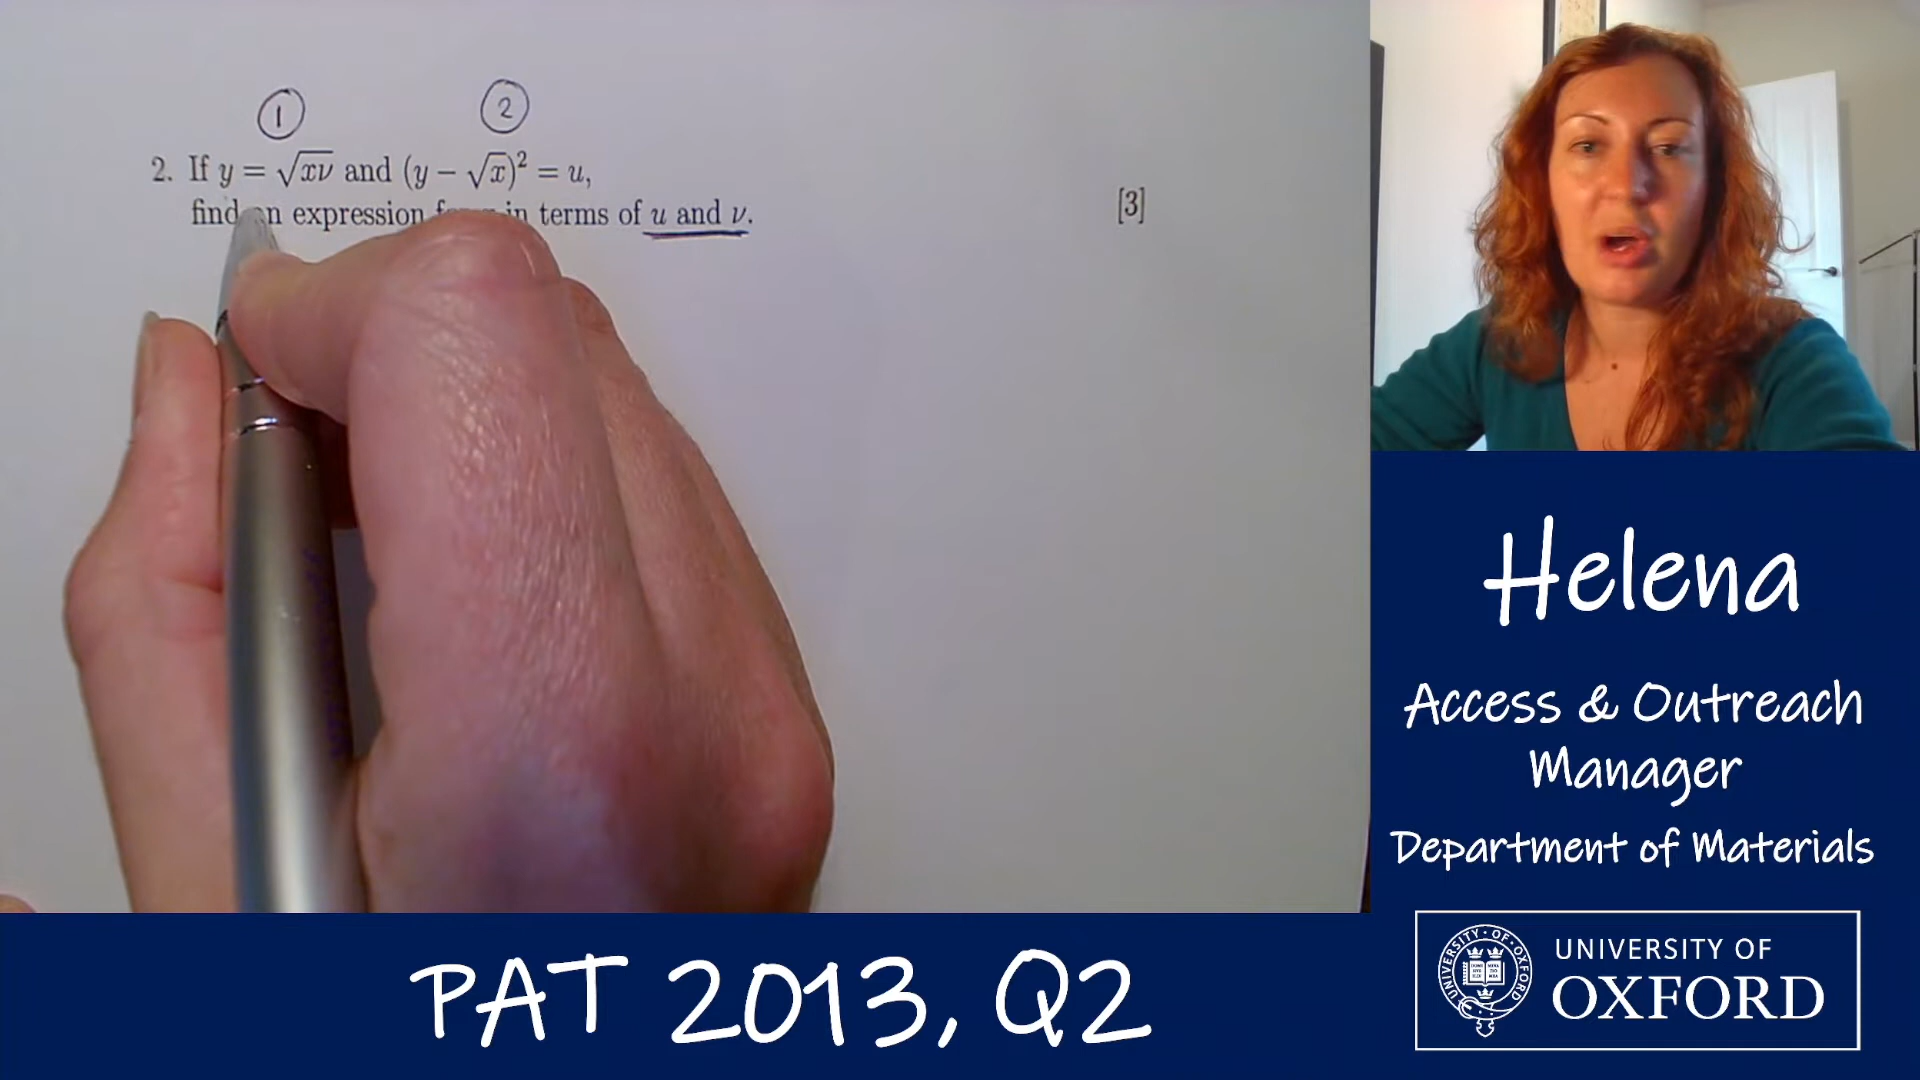 ① ②
2. If y = √xν and (y − √x)² = u,
find an expression in terms of u and ν.
[3]
Helena
Access & Outreach
Manager
Department of Materials
UNIVERSITY OF
OXFORD
PAT 2013, Q2